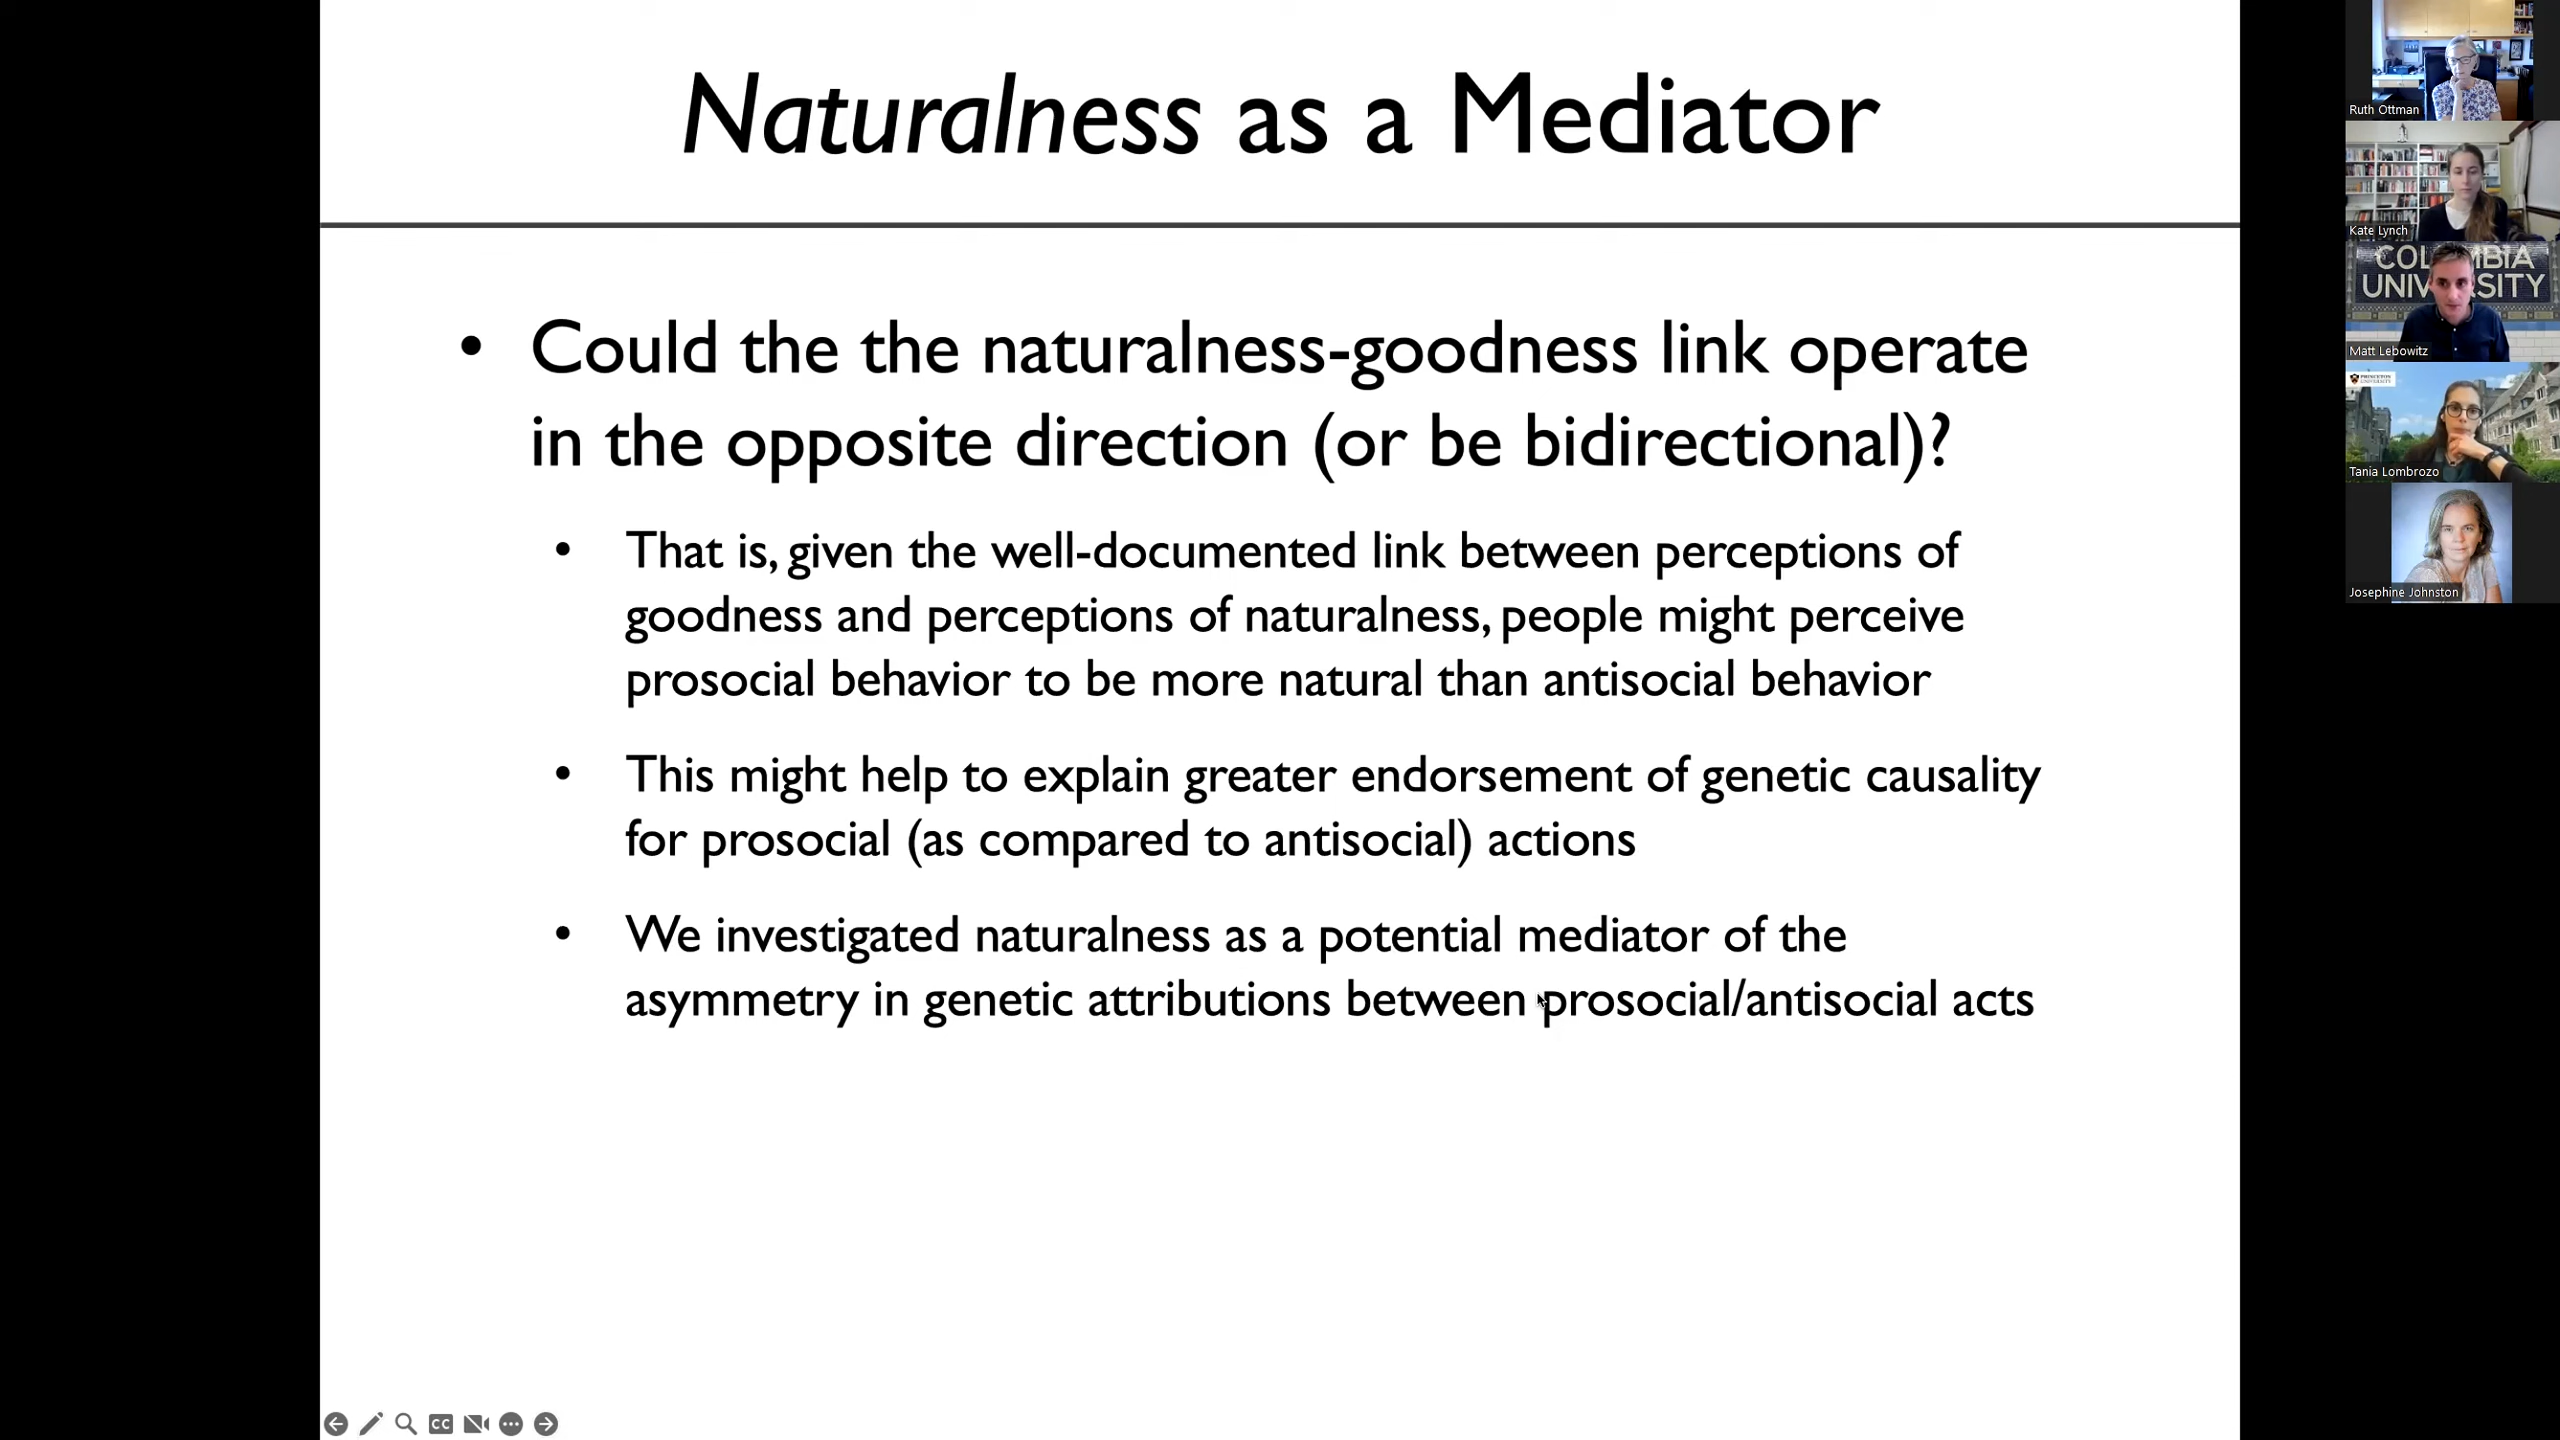 Naturalness as a Mediator
• Could the the naturalness-goodness link operate
in the opposite direction (or be bidirectional)?
• That is, given the well-documented link between perceptions of
goodness and perceptions of naturalness, people might perceive
prosocial behavior to be more natural than antisocial behavior
• This might help to explain greater endorsement of genetic causality
for prosocial (as compared to antisocial) actions
• We investigated naturalness as a potential mediator of the
asymmetry in genetic attributions between prosocial/antisocial acts
CC
Ruth Ottman
Kate Lynch
Matt Lebowitz
PRINCETON
UNIVERSITY
Tania Lombrozo
Josephine Johnston